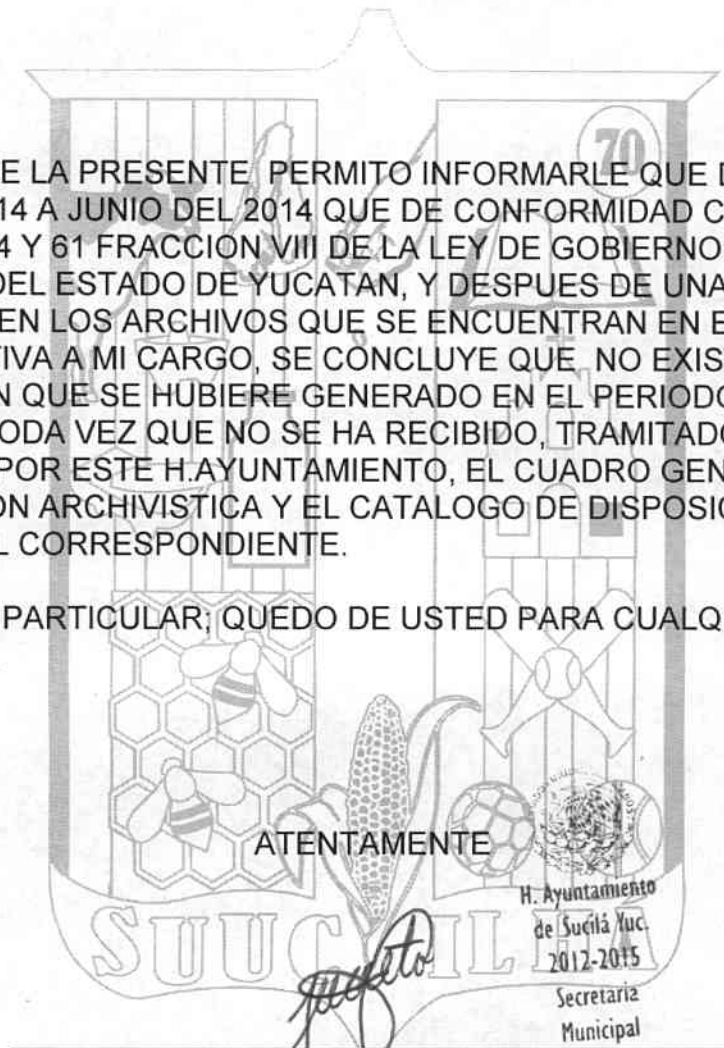 70
E LA PRESENTE PERMITO INFORMARLE QUE D
14 A JUNIO DEL 2014 QUE DE CONFORMIDAD C
4 Y 61 FRACCION VIII DE LA LEY DE GOBIERNO
DEL ESTADO DE YUCATAN, Y DESPUES DE UNA
EN LOS ARCHIVOS QUE SE ENCUENTRAN EN E
TIVA A MI CARGO, SE CONCLUYE QUE NO EXIS
N QUE SE HUBIERE GENERADO EN EL PERIODO
ODA VEZ QUE NO SE HA RECIBIDO, TRAMITADO
POR ESTE H.AYUNTAMIENTO, EL CUADRO GEN
ON ARCHIVISTICA Y EL CATALOGO DE DISPOSIC
L CORRESPONDIENTE.
PARTICULAR; QUEDO DE USTED PARA CUALQ
ATENTAMENTE
H. Ayuntamiento
de Sucilá Yuc.
2012-2015
Secretaria
Municipal
SUUC ILHÁ